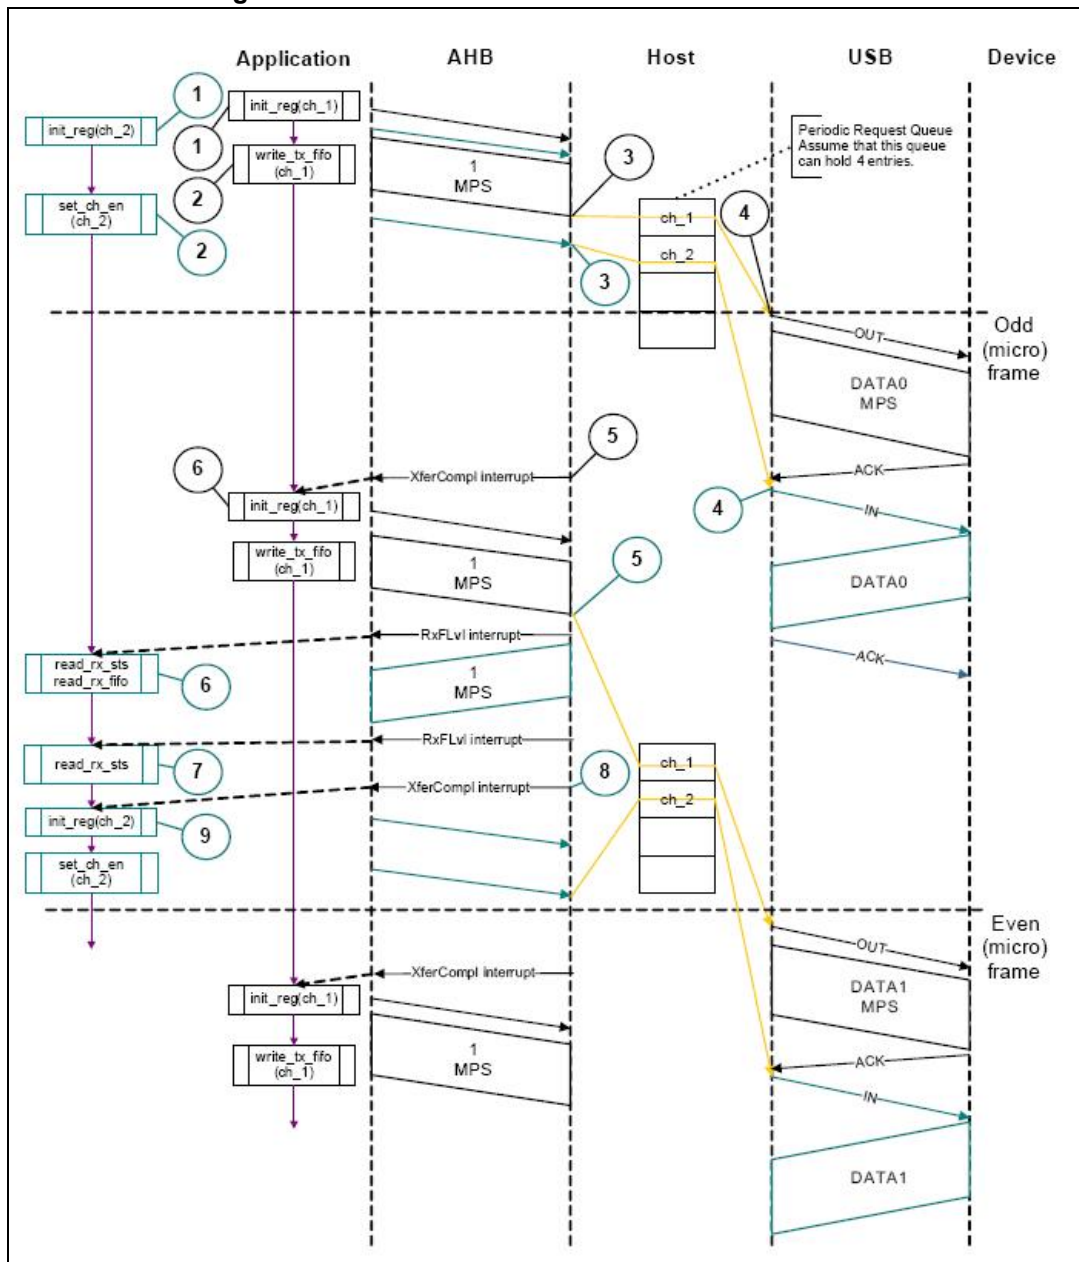 Application
AHB
Host
USB
Device
1
init_reg(ch_1)
init_reg(ch_2)
1
write_tx_fifo
(ch_1)
2
1
MPS
3
Periodic Request Queue
Assume that this queue
can hold 4 entries.
set_ch_en
(ch_2)
2
ch_1
4
ch_2
3
Odd
(micro)
frame
OUT
DATA0
MPS
5
ACK
6
XferCompl interrupt
init_reg(ch_1)
4
IN
write_tx_fifo
(ch_1)
1
MPS
5
DATA0
RxFLvl interrupt
ACK
read_rx_sts
read_rx_fifo
6
1
MPS
RxFLvl interrupt
read_rx_sts
7
8
ch_1
XferCompl interrupt
ch_2
init_reg(ch_2)
9
set_ch_en
(ch_2)
Even
(micro)
frame
OUT
XferCompl interrupt
init_reg(ch_1)
DATA1
MPS
write_tx_fifo
(ch_1)
1
MPS
ACK
IN
DATA1